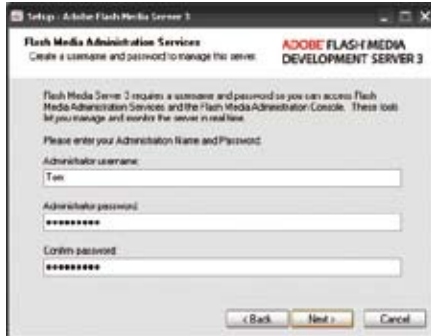 Setup - Adobe Flash Media Server 3
Flash Media Administration Services
Create a username and password to manage this server.
ADOBE FLASH MEDIA
DEVELOPMENT SERVER 3
Flash Media Server 3 requires a username and password so you can access Flash
Media Administration Services and the Flash Media Administration Console. These tools
let you manage and monitor the server in real time.
Please enter your Administration Name and Password:
Administrator username:
Tom
Administrator password:
•••••••••
Confirm password:
•••••••••
< Back
Next >
Cancel